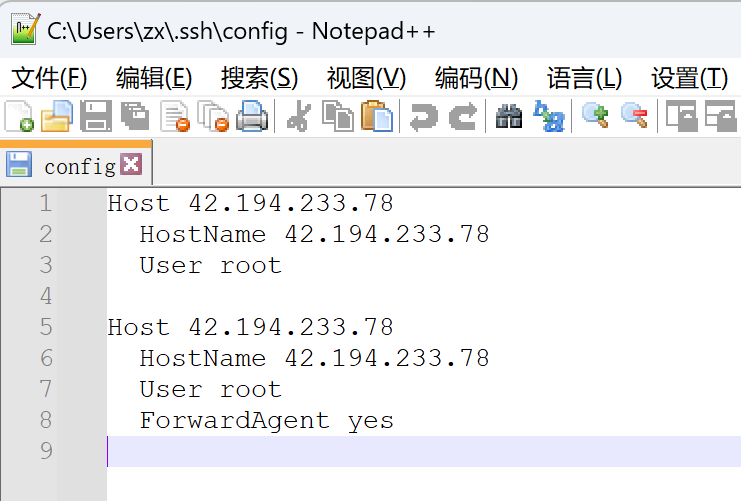 C:\Users\zx\.ssh\config - Notepad++
文件(F) 编辑(E) 搜索(S) 视图(V) 编码(N) 语言(L) 设置(T)
config
1 Host 42.194.233.78
2   HostName 42.194.233.78
3   User root
4
5 Host 42.194.233.78
6   HostName 42.194.233.78
7   User root
8   ForwardAgent yes
9